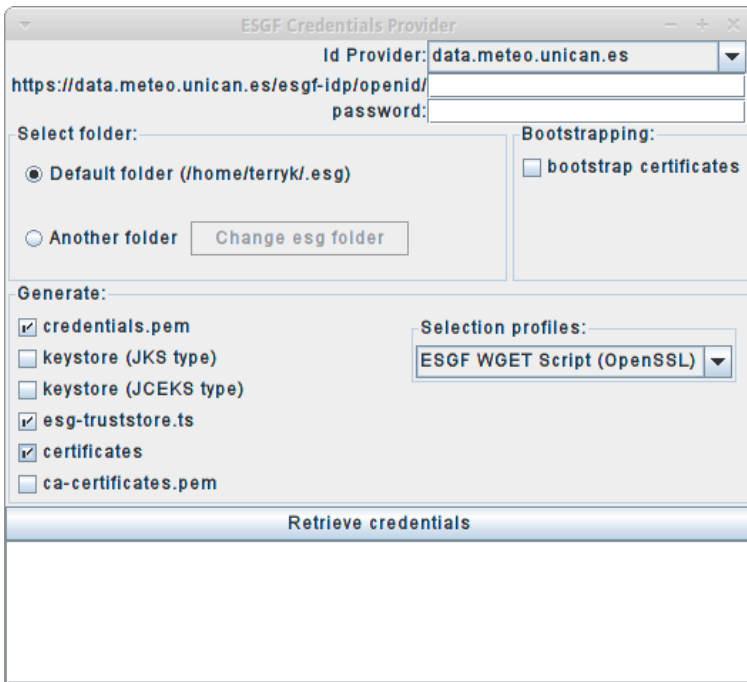 ESGF Credentials Provider
Id Provider: data.meteo.unican.es
https://data.meteo.unican.es/esgf-idp/openid/
password:
Select folder:
Default folder (/home/terryk/.esg)
Another folder Change esg folder
Bootstrapping:
bootstrap certificates
Generate:
credentials.pem
keystore (JKS type)
keystore (JCEKS type)
esg-truststore.ts
certificates
ca-certificates.pem
Selection profiles:
ESGF WGET Script (OpenSSL)
Retrieve credentials